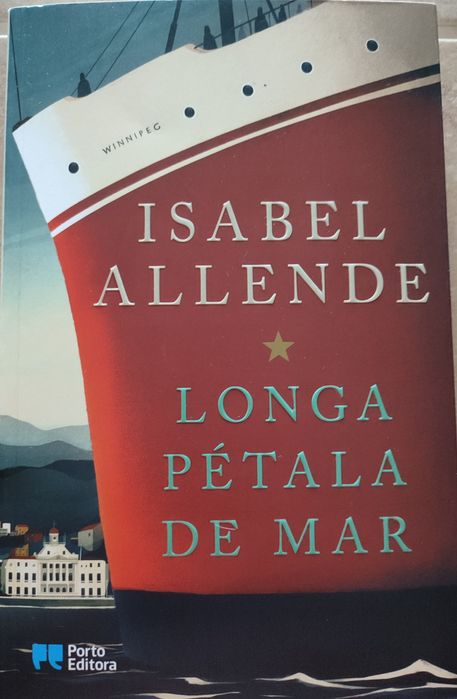 WINNIPEG
ISABEL
ALLENDE
LONGA
PÉTALA
DE MAR
Porto
Editora